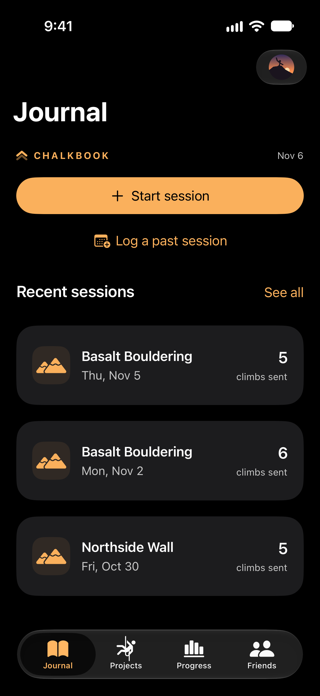 9:41
Journal
CHALKBOOK
Nov 6
+ Start session
Log a past session
Recent sessions
See all
Basalt Bouldering
5
Thu, Nov 5
climbs sent
Basalt Bouldering
6
Mon, Nov 2
climbs sent
Northside Wall
5
Fri, Oct 30
climbs sent
Journal
Projects
Progress
Friends